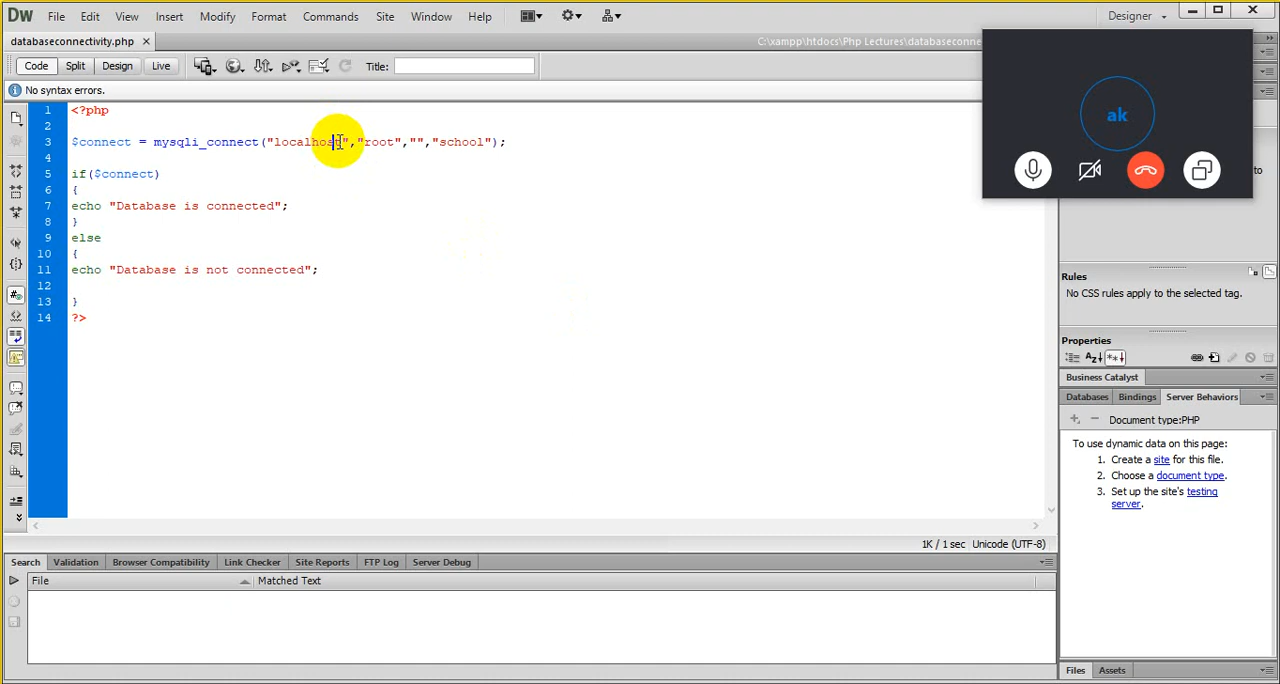 Dw File Edit View Insert Modify Format Commands Site Window Help Designer
databaseconnectivity.php C:\xampp\htdocs\Php Lectures\databaseconne
Code Split Design Live Title:
No syntax errors.
ak
1 <?php
2
3 $connect = mysqli_connect("localhost","root","","school");
4
5 if($connect)
6 {
7 echo "Database is connected";
8 }
9 else
10 {
11 echo "Database is not connected";
12
13 }
14 ?>
to
Rules
No CSS rules apply to the selected tag.
Properties
Business Catalyst
Databases Bindings Server Behaviors
Document type:PHP
To use dynamic data on this page:
1. Create a site for this file.
2. Choose a document type.
3. Set up the site's testing
server.
1K / 1 sec Unicode (UTF-8)
Search Validation Browser Compatibility Link Checker Site Reports FTP Log Server Debug
File Matched Text
Files Assets